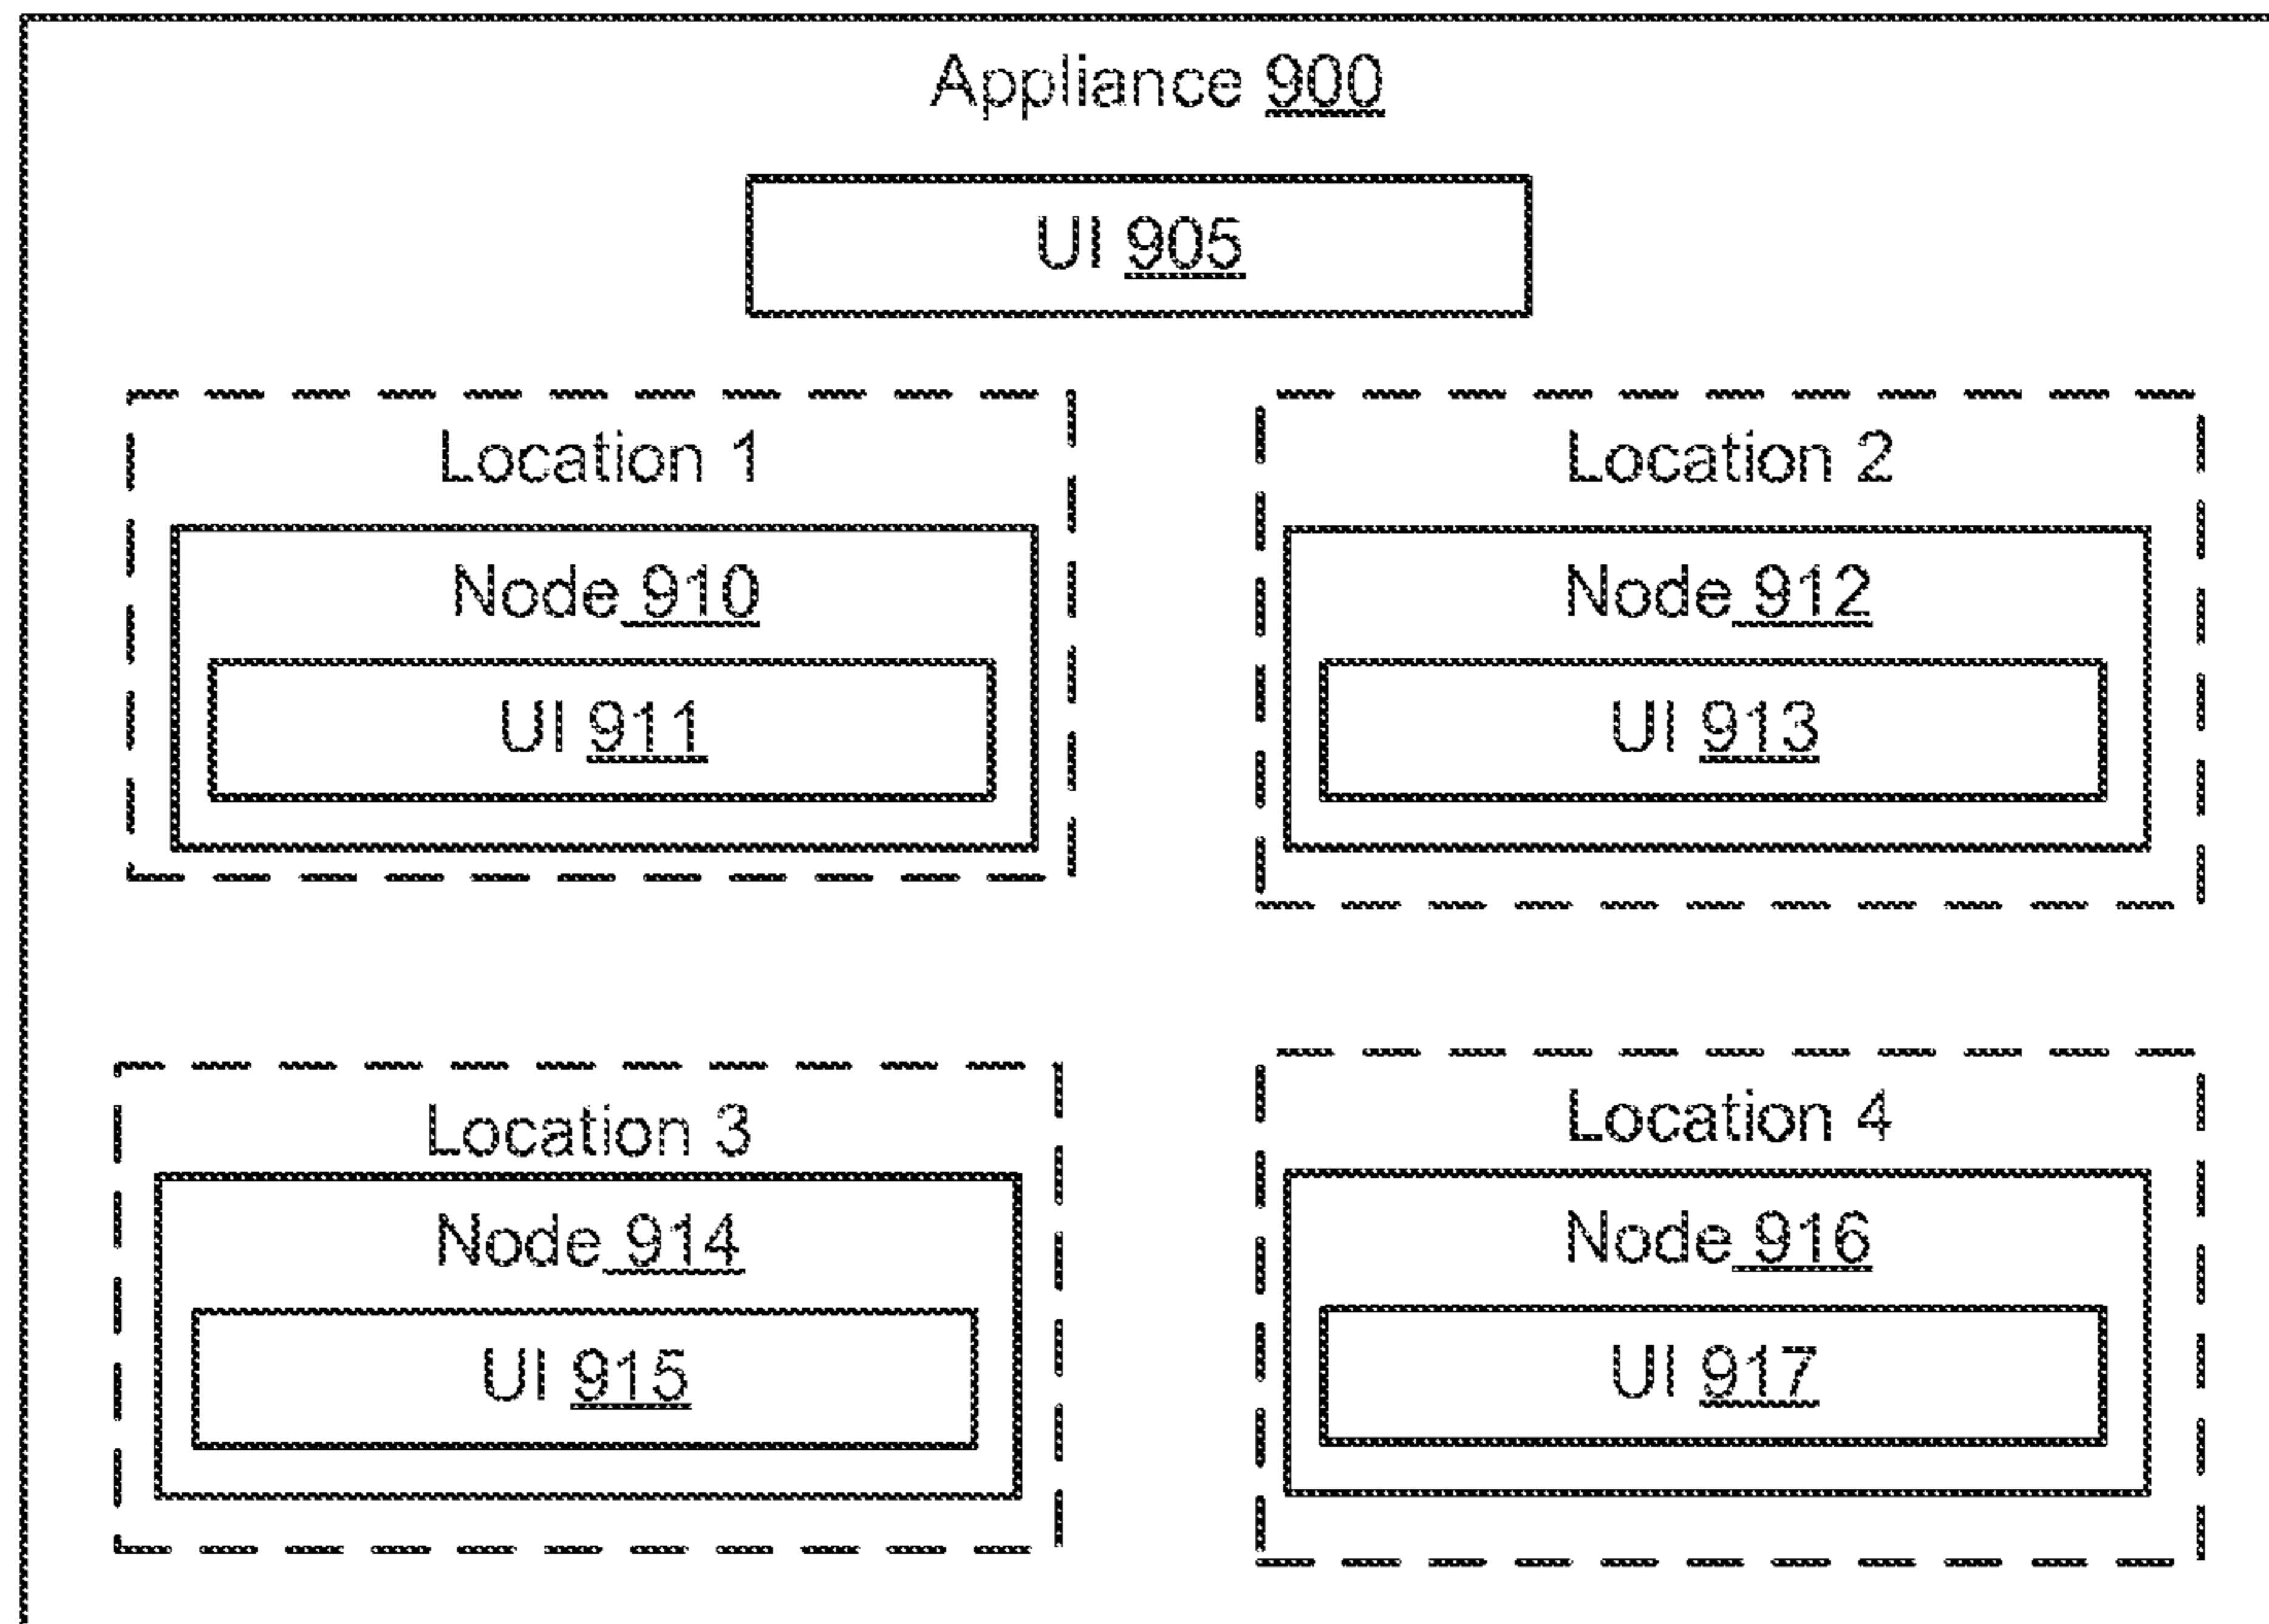 Appliance 900
UI 905
Location 1
Node 910
UI 911
Location 2
Node 912
UI 913
Location 3
Node 914
UI 915
Location 4
Node 916
UI 917